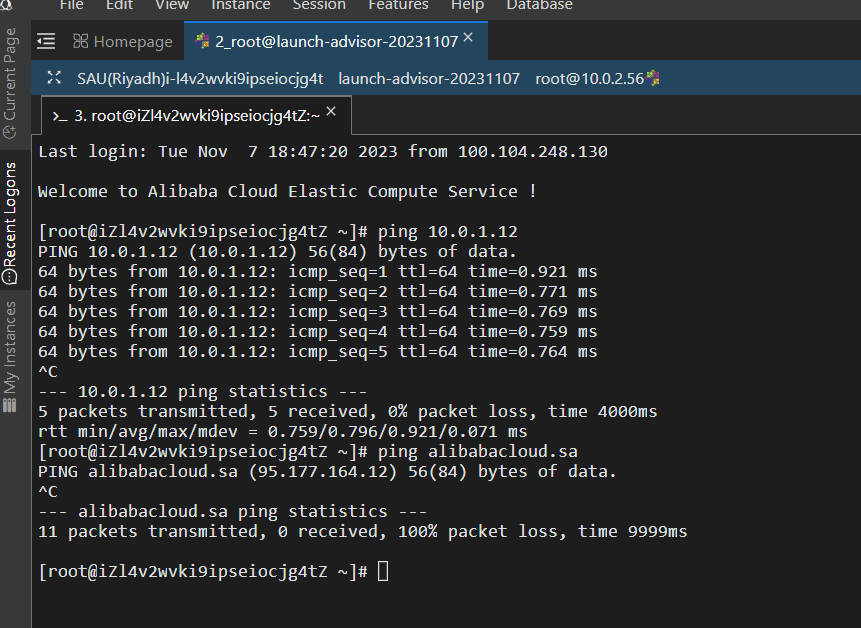 File Edit View Instance Session Features Help Database
Homepage 2_root@launch-advisor-20231107
SAU(Riyadh)i-l4v2wvki9ipseiocjg4t launch-advisor-20231107 root@10.0.2.56
>_ 3. root@iZl4v2wvki9ipseiocjg4tZ:~
Current Page
Recent Logons
My Instances
Last login: Tue Nov  7 18:47:20 2023 from 100.104.248.130
Welcome to Alibaba Cloud Elastic Compute Service !
[root@iZl4v2wvki9ipseiocjg4tZ ~]# ping 10.0.1.12
PING 10.0.1.12 (10.0.1.12) 56(84) bytes of data.
64 bytes from 10.0.1.12: icmp_seq=1 ttl=64 time=0.921 ms
64 bytes from 10.0.1.12: icmp_seq=2 ttl=64 time=0.771 ms
64 bytes from 10.0.1.12: icmp_seq=3 ttl=64 time=0.769 ms
64 bytes from 10.0.1.12: icmp_seq=4 ttl=64 time=0.759 ms
64 bytes from 10.0.1.12: icmp_seq=5 ttl=64 time=0.764 ms
^C
--- 10.0.1.12 ping statistics ---
5 packets transmitted, 5 received, 0% packet loss, time 4000ms
rtt min/avg/max/mdev = 0.759/0.796/0.921/0.071 ms
[root@iZl4v2wvki9ipseiocjg4tZ ~]# ping alibabacloud.sa
PING alibabacloud.sa (95.177.164.12) 56(84) bytes of data.
^C
--- alibabacloud.sa ping statistics ---
11 packets transmitted, 0 received, 100% packet loss, time 9999ms
[root@iZl4v2wvki9ipseiocjg4tZ ~]#